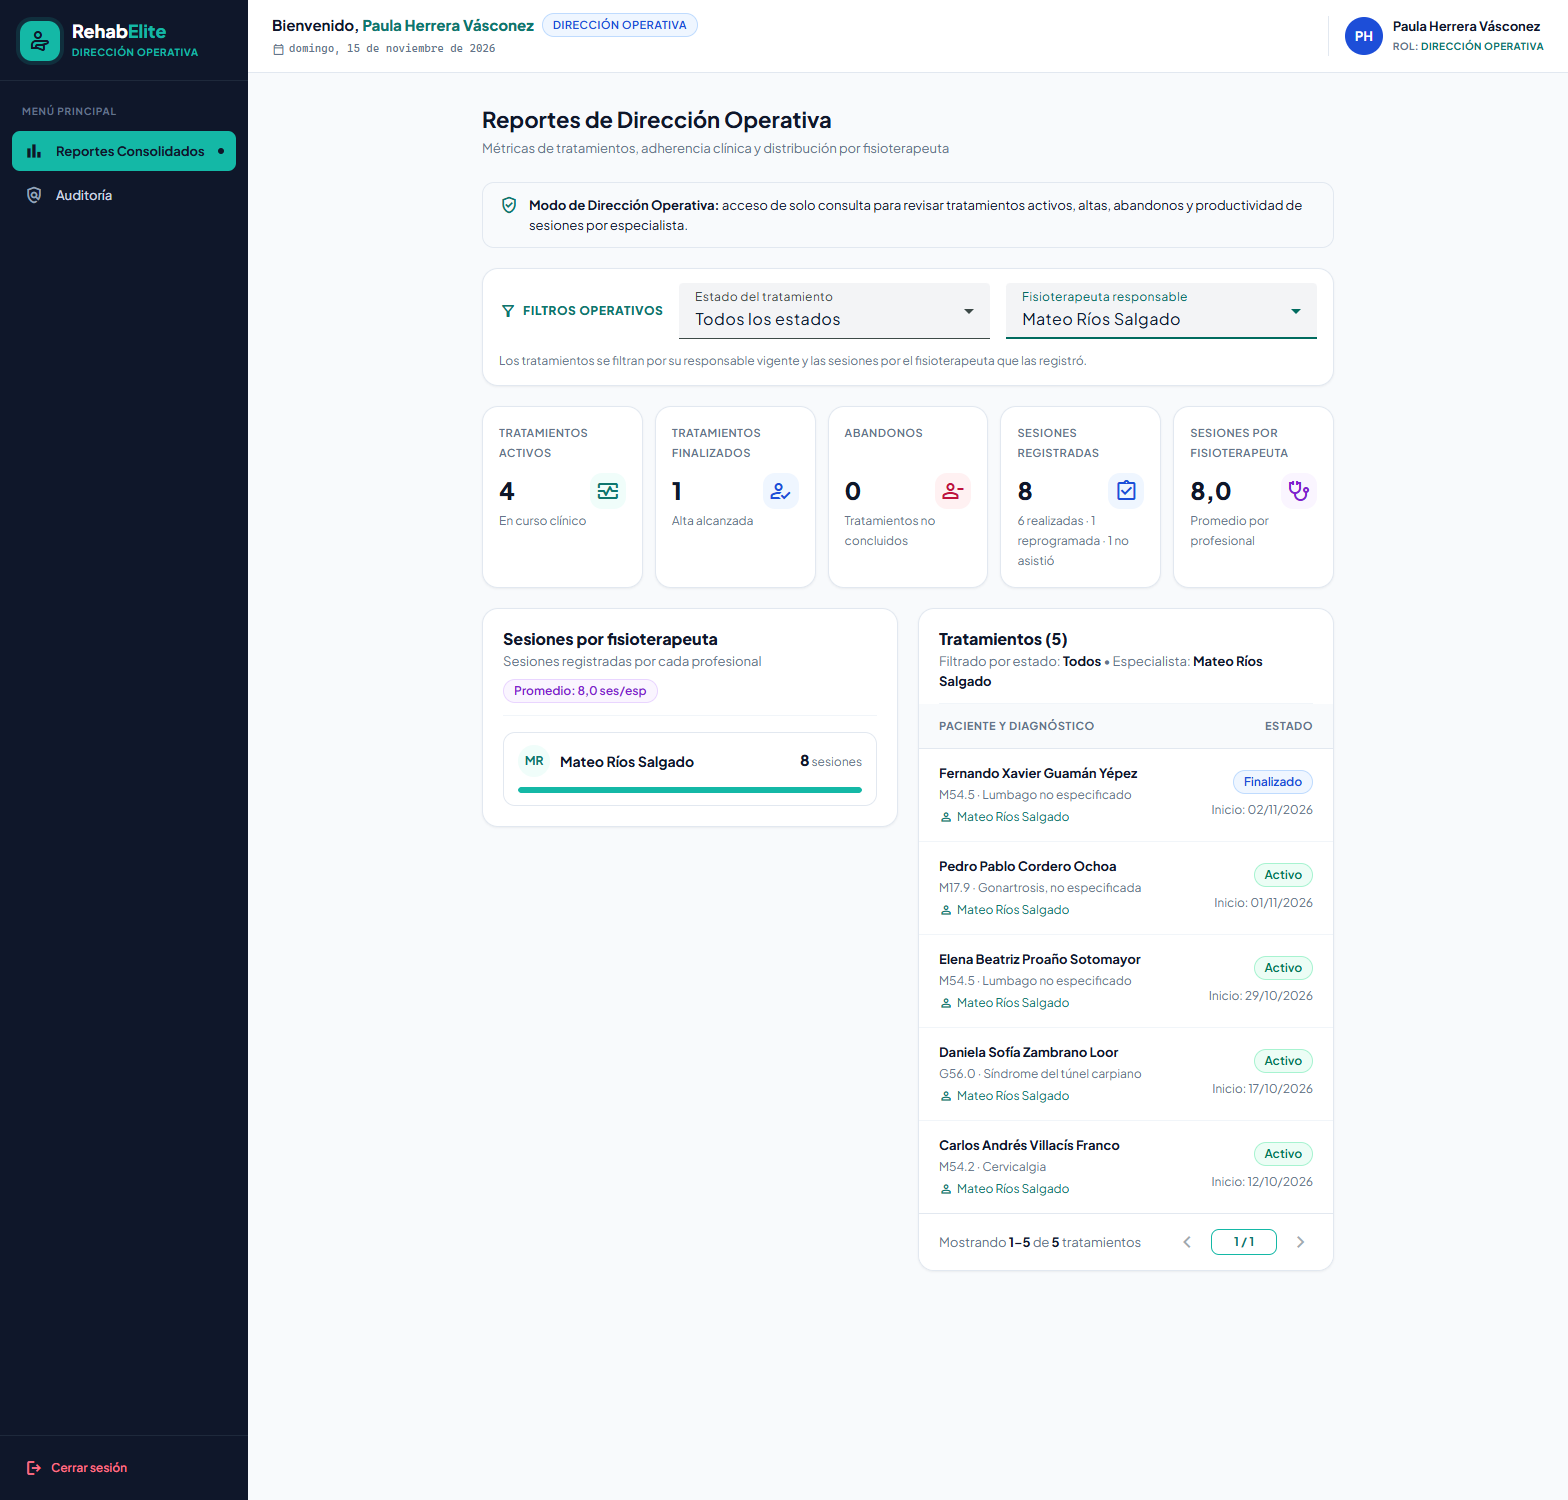 RehabElite
DIRECCIÓN OPERATIVA
MENÚ PRINCIPAL
Reportes Consolidados
Auditoría
Cerrar sesión
Bienvenido, Paula Herrera Vásconez DIRECCIÓN OPERATIVA
domingo, 15 de noviembre de 2026
PH
Paula Herrera Vásconez
ROL: DIRECCIÓN OPERATIVA
Reportes de Dirección Operativa
Métricas de tratamientos, adherencia clínica y distribución por fisioterapeuta
Modo de Dirección Operativa: acceso de solo consulta para revisar tratamientos activos, altas, abandonos y productividad de
sesiones por especialista.
FILTROS OPERATIVOS
Estado del tratamiento
Todos los estados
Fisioterapeuta responsable
Mateo Ríos Salgado
Los tratamientos se filtran por su responsable vigente y las sesiones por el fisioterapeuta que las registró.
TRATAMIENTOS
ACTIVOS
4
En curso clínico
TRATAMIENTOS
FINALIZADOS
1
Alta alcanzada
ABANDONOS
0
Tratamientos no
concluidos
SESIONES
REGISTRADAS
8
6 realizadas · 1
reprogramada · 1 no
asistió
SESIONES POR
FISIOTERAPEUTA
8,0
Promedio por
profesional
Sesiones por fisioterapeuta
Sesiones registradas por cada profesional
Promedio: 8,0 ses/esp
MR Mateo Ríos Salgado 8 sesiones
Tratamientos (5)
Filtrado por estado: Todos • Especialista: Mateo Ríos
Salgado
PACIENTE Y DIAGNÓSTICO ESTADO
Fernando Xavier Guamán Yépez
M54.5 · Lumbago no especificado
Mateo Ríos Salgado
Finalizado
Inicio: 02/11/2026
Pedro Pablo Cordero Ochoa
M17.9 · Gonartrosis, no especificada
Mateo Ríos Salgado
Activo
Inicio: 01/11/2026
Elena Beatriz Proaño Sotomayor
M54.5 · Lumbago no especificado
Mateo Ríos Salgado
Activo
Inicio: 29/10/2026
Daniela Sofía Zambrano Loor
G56.0 · Síndrome del túnel carpiano
Mateo Ríos Salgado
Activo
Inicio: 17/10/2026
Carlos Andrés Villacís Franco
M54.2 · Cervicalgia
Mateo Ríos Salgado
Activo
Inicio: 12/10/2026
Mostrando 1–5 de 5 tratamientos
1 / 1